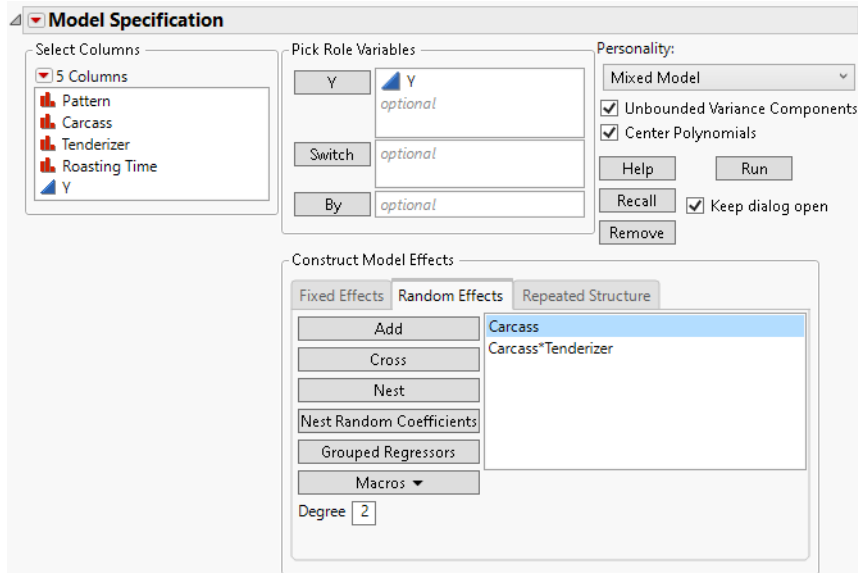 Model Specification
Select Columns
5 Columns
Pattern
Carcass
Tenderizer
Roasting Time
Y
Pick Role Variables
Y
Y
optional
Switch
optional
By
optional
Personality:
Mixed Model
Unbounded Variance Components
Center Polynomials
Help
Run
Recall
Keep dialog open
Remove
Construct Model Effects
Fixed Effects
Random Effects
Repeated Structure
Add
Cross
Nest
Nest Random Coefficients
Grouped Regressors
Macros
Degree 2
Carcass
Carcass*Tenderizer